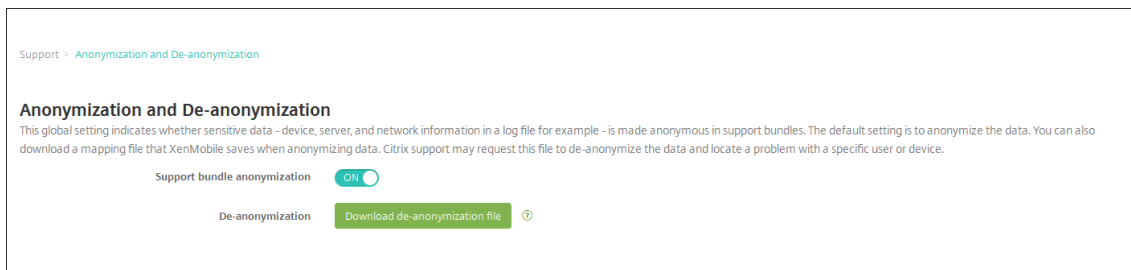 Support > Anonymization and De-anonymization
Anonymization and De-anonymization
This global setting indicates whether sensitive data - device, server, and network information in a log file for example - is made anonymous in support bundles. The default setting is to anonymize the data. You can also
download a mapping file that XenMobile saves when anonymizing data. Citrix support may request this file to de-anonymize the data and locate a problem with a specific user or device.
Support bundle anonymization ON
De-anonymization Download de-anonymization file ?